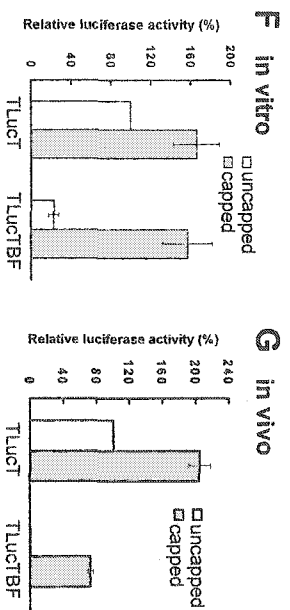 F in vitro
Relative luciferase activity (%)
200
160
120
80
40
0
□ uncapped
□ capped
TLucT
TLucTBF
G in vivo
Relative luciferase activity (%)
240
200
160
120
80
40
0
□ uncapped
□ capped
TLucT
TLucTBF